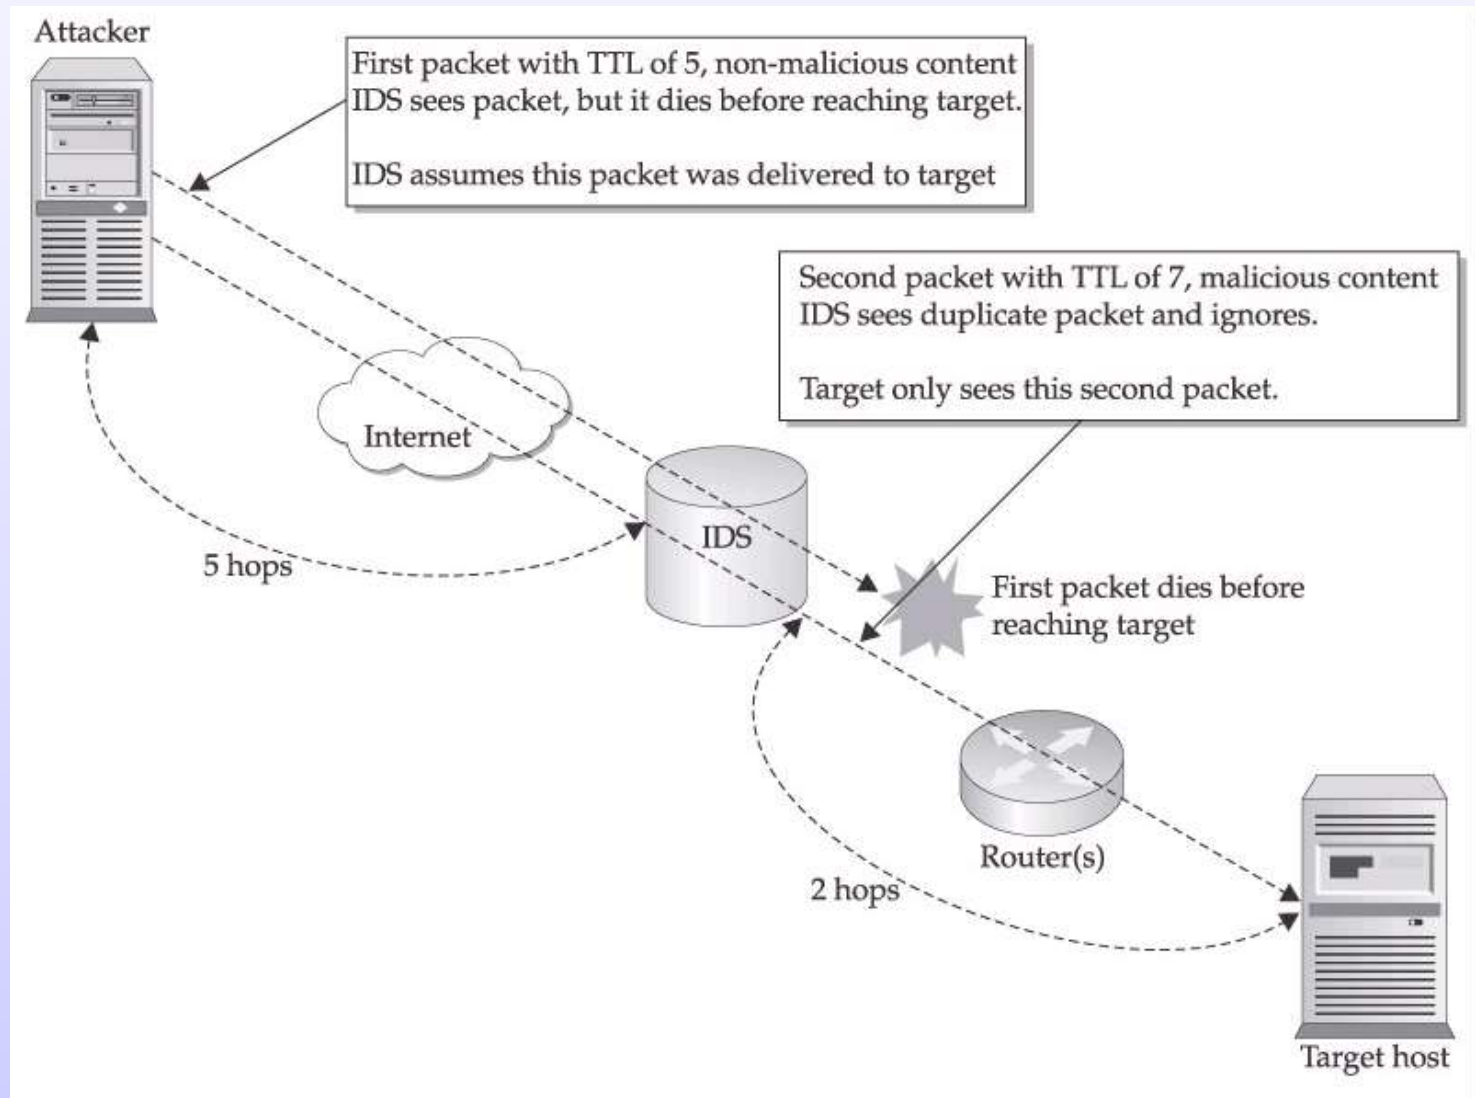 Attacker
First packet with TTL of 5, non-malicious content
IDS sees packet, but it dies before reaching target.
IDS assumes this packet was delivered to target
Second packet with TTL of 7, malicious content
IDS sees duplicate packet and ignores.
Target only sees this second packet.
Internet
IDS
5 hops
First packet dies before
reaching target
Router(s)
2 hops
Target host